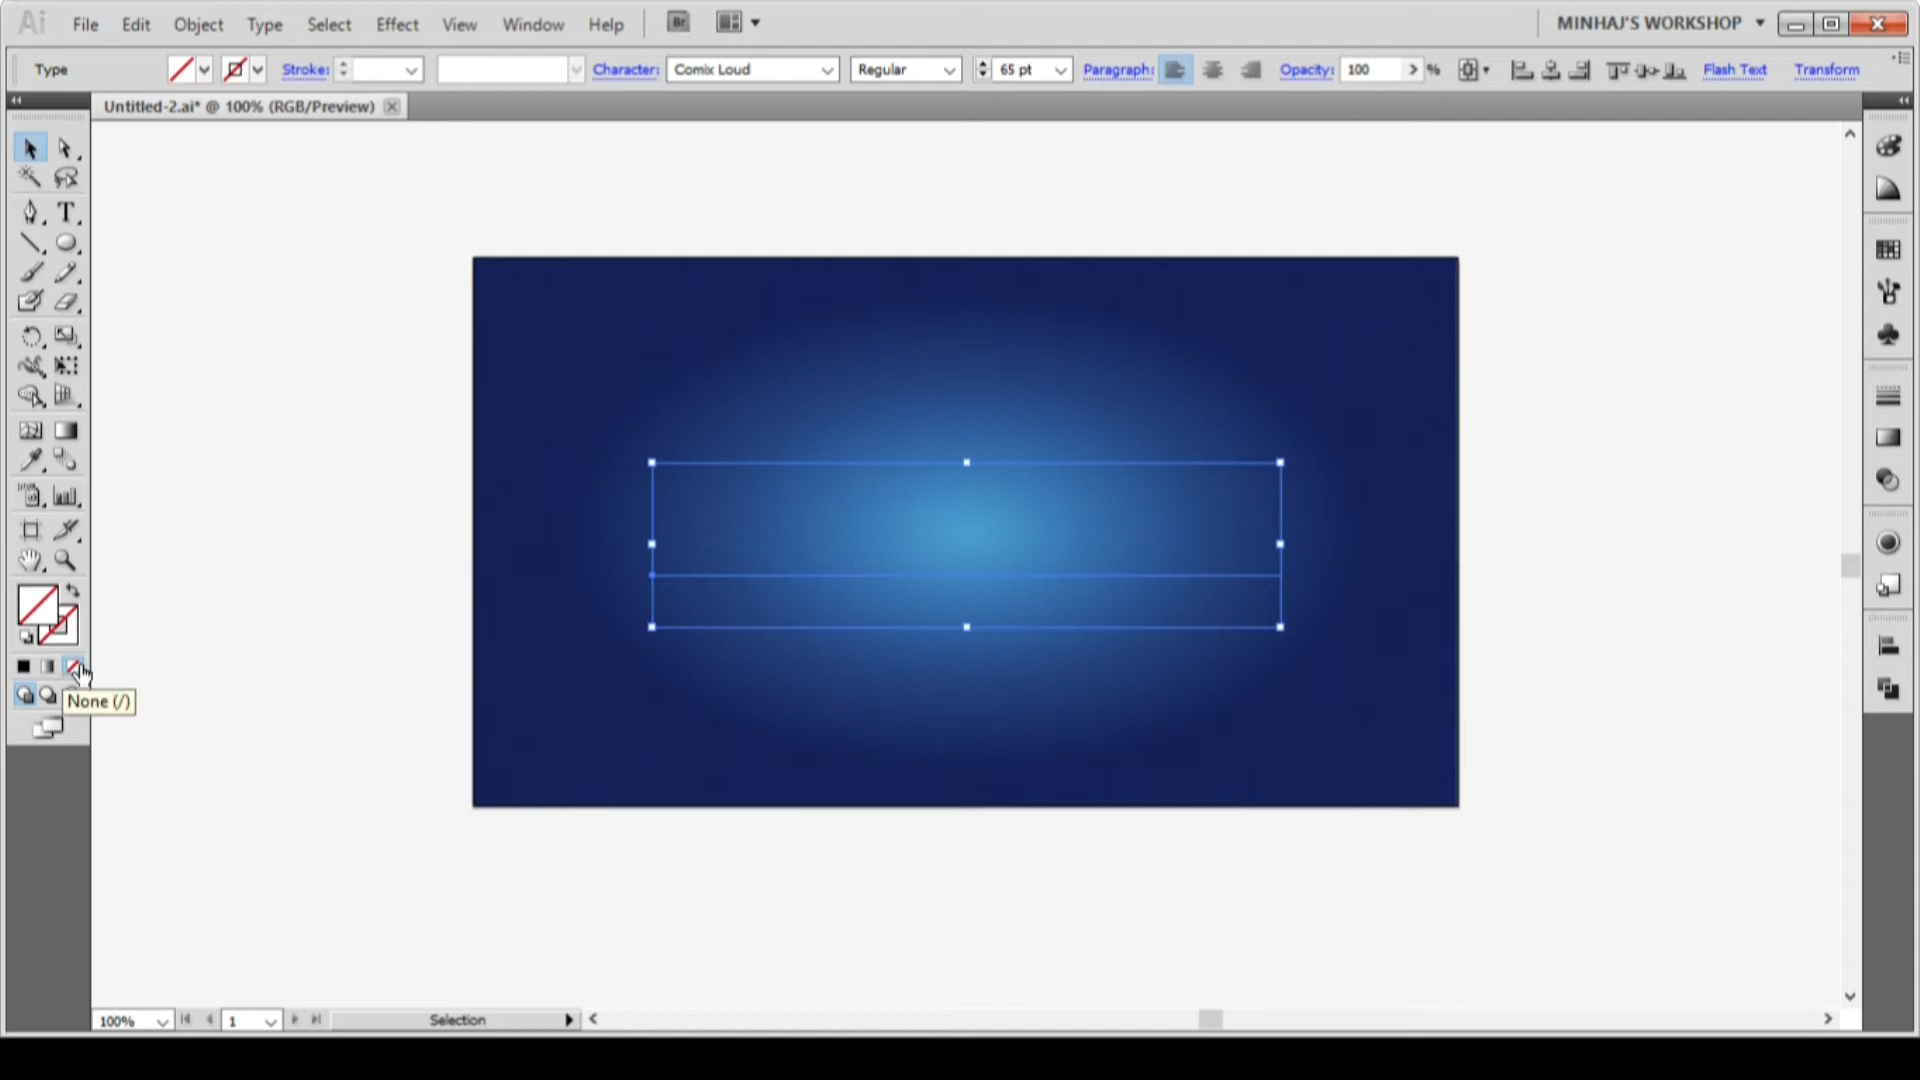 Ai File Edit Object Type Select Effect View Window Help Br MINHAJ'S WORKSHOP
Type Stroke: Character: Comix Loud Regular 65 pt Paragraph: Opacity: 100 % Flash Text Transform
Untitled-2.ai* @ 100% (RGB/Preview)
T
None (/)
100% 1 Selection